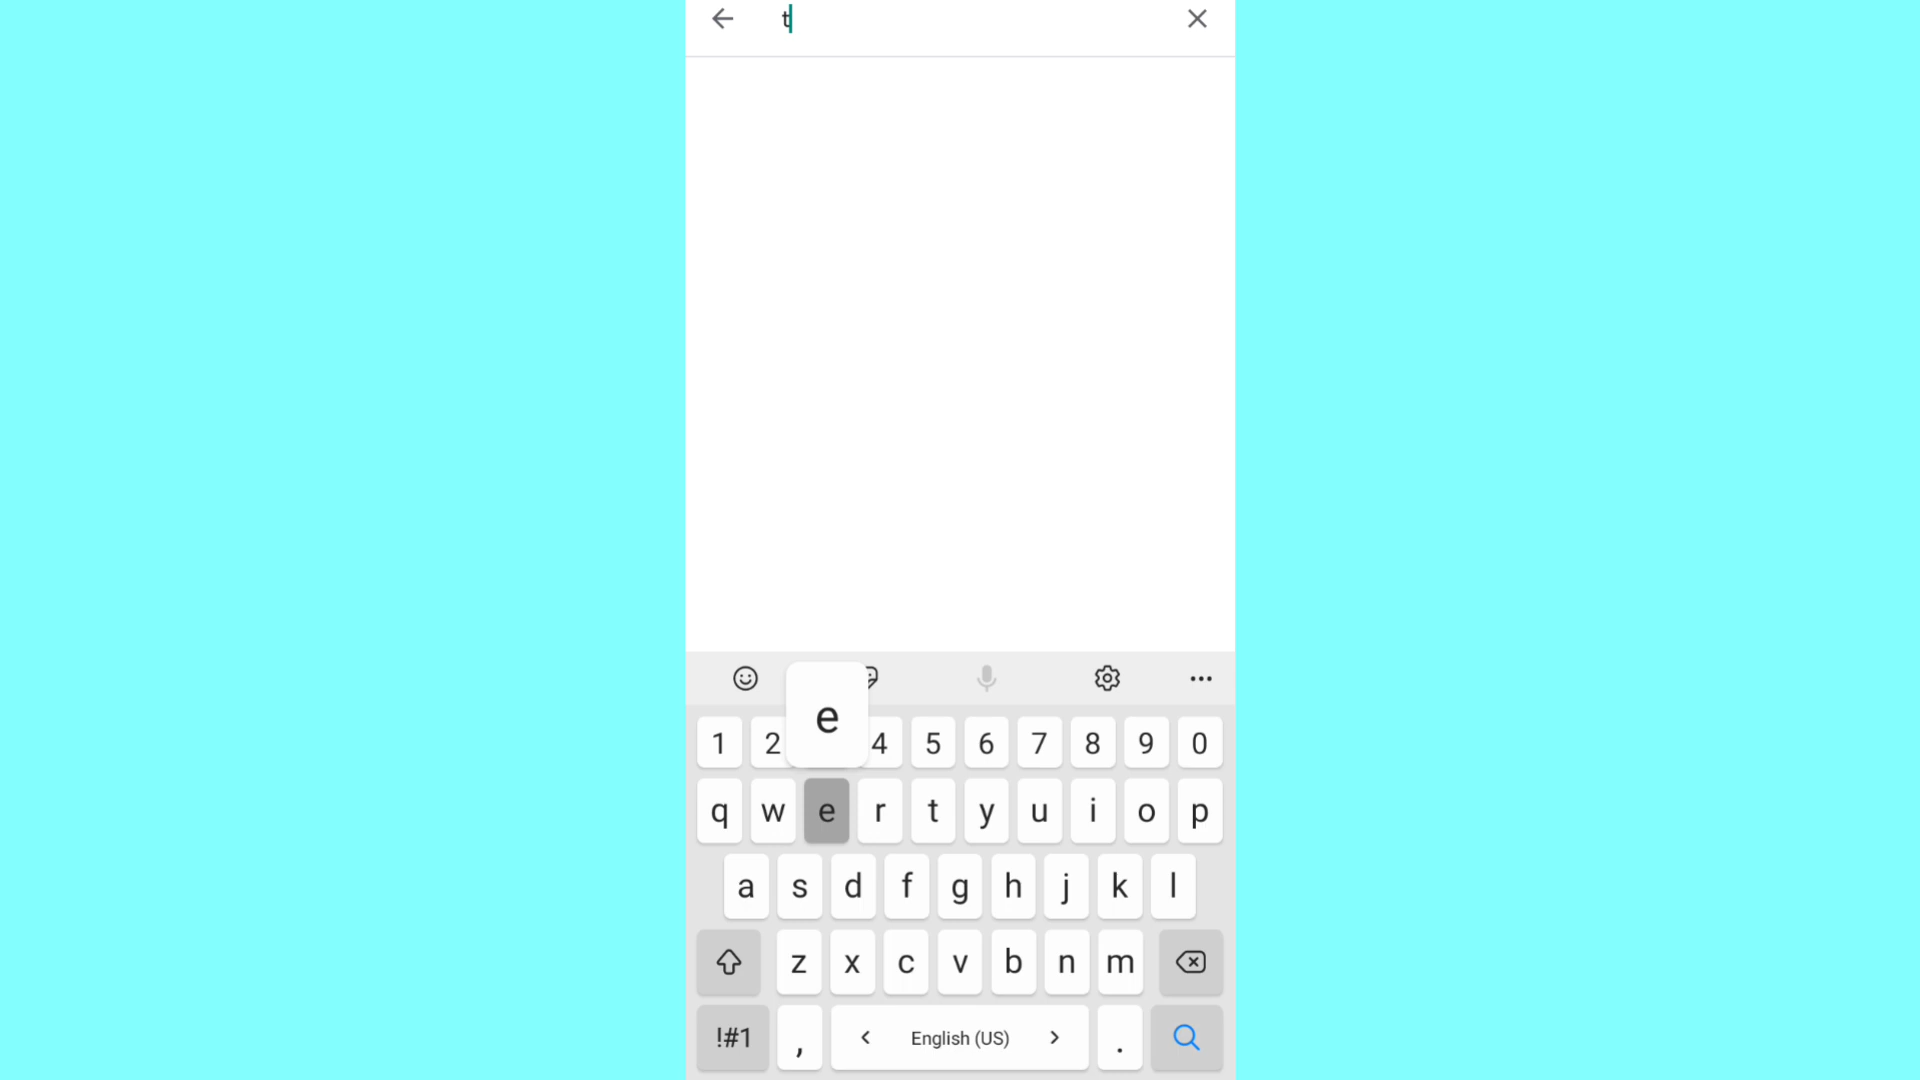 t
e
1 2 4 5 6 7 8 9 0
q w e r t y u i o p
a s d f g h j k l
z x c v b n m
!#1 , < English (US) > .